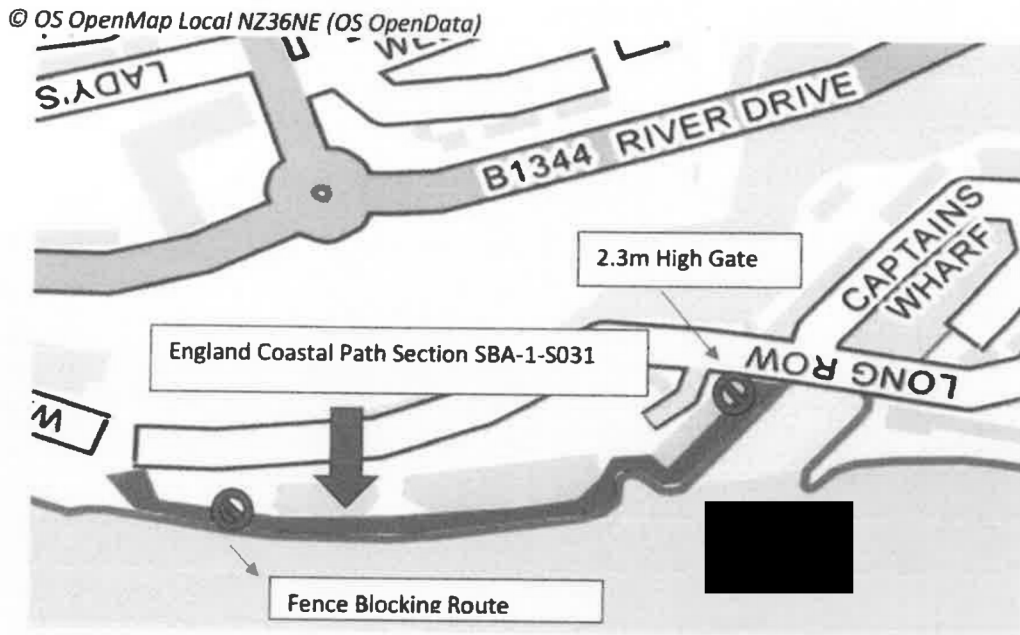 © OS OpenMap Local NZ36NE (OS OpenData)
LADY'S
B1344 RIVER DRIVE
2.3m High Gate
CAPTAINS
WHARF
England Coastal Path Section SBA-1-S031
LONG ROW
W
Fence Blocking Route